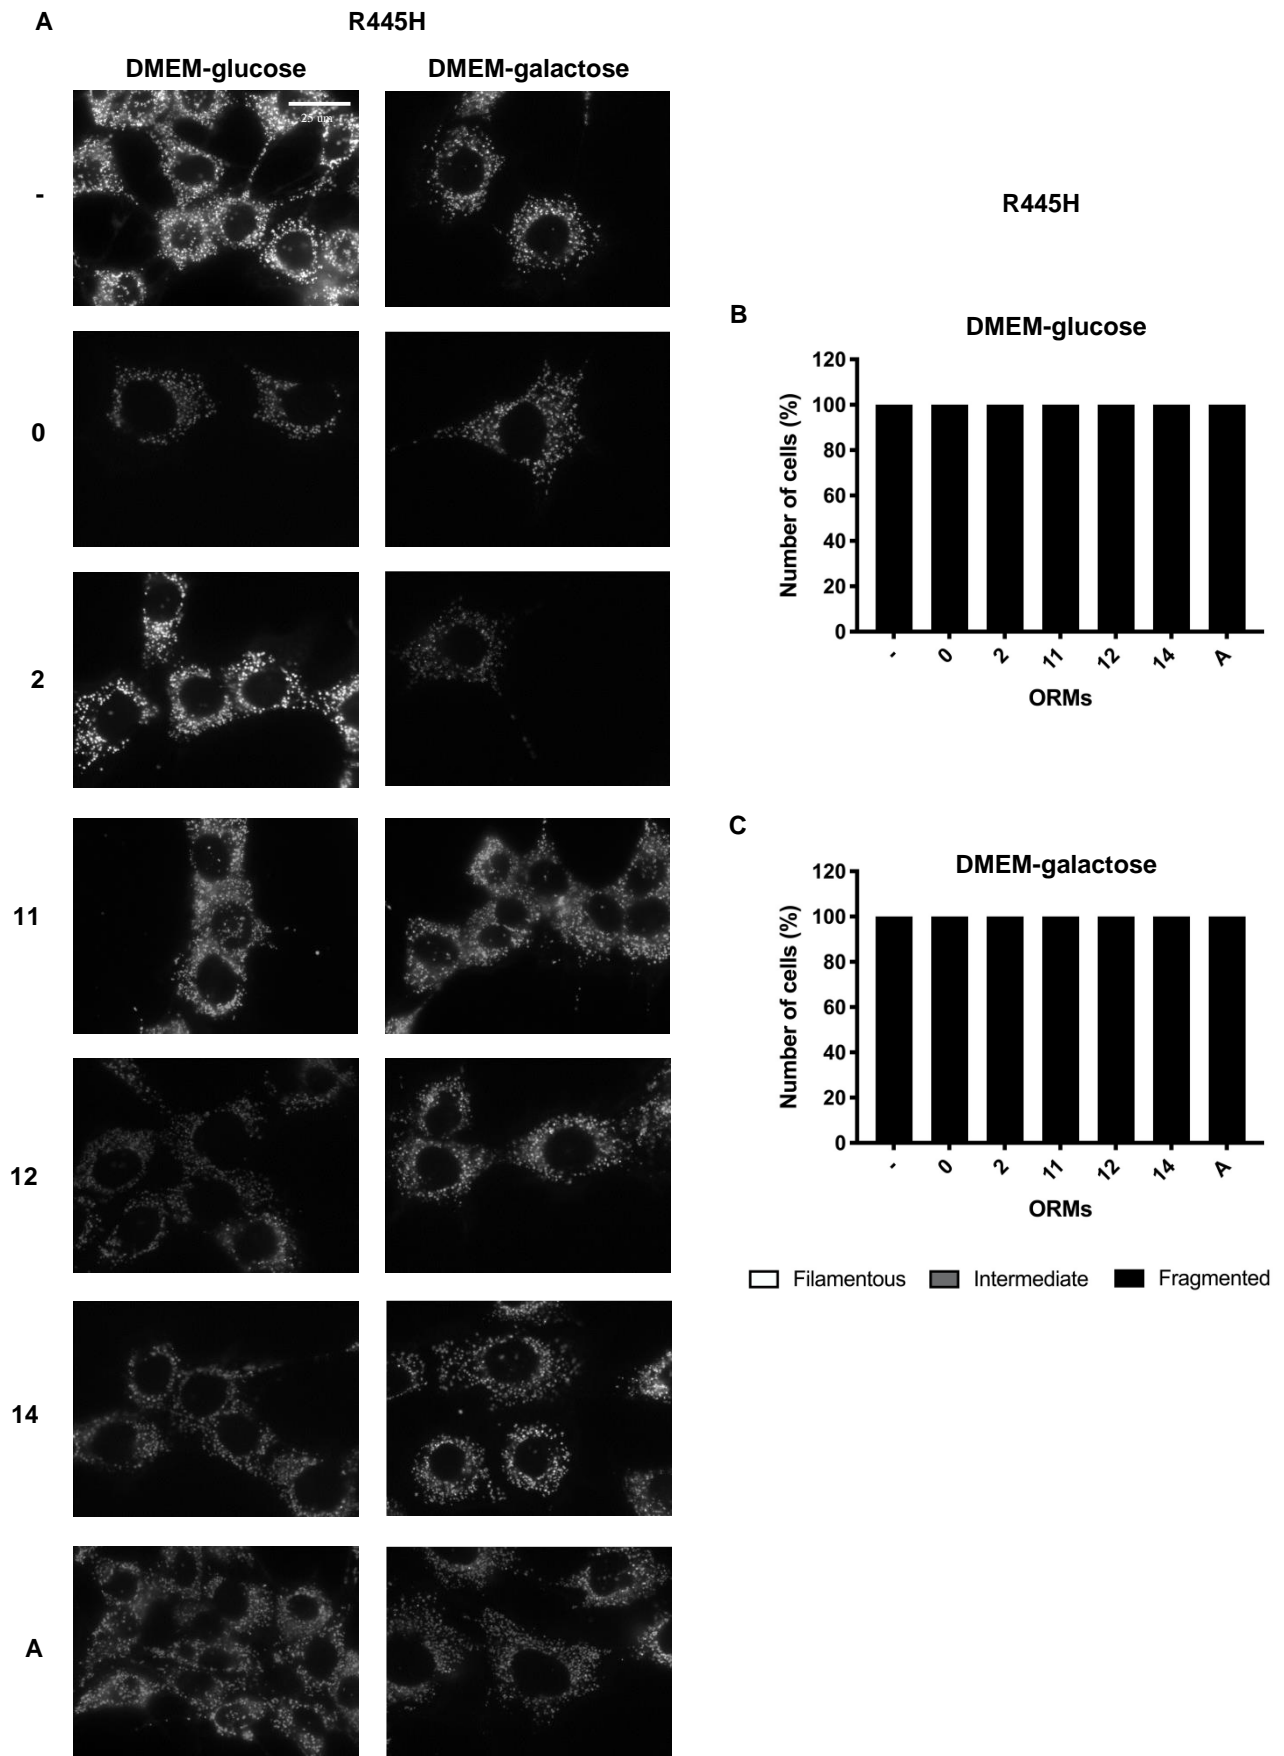 A
R445H
DMEM-glucose
DMEM-galactose
25 um
-
0
2
11
12
14
A
R445H
B
DMEM-glucose
Number of cells (%)
120
100
80
60
40
20
0
- 0 2 11 12 14 A
ORMs
C
DMEM-galactose
Number of cells (%)
120
100
80
60
40
20
0
- 0 2 11 12 14 A
ORMs
Filamentous Intermediate Fragmented